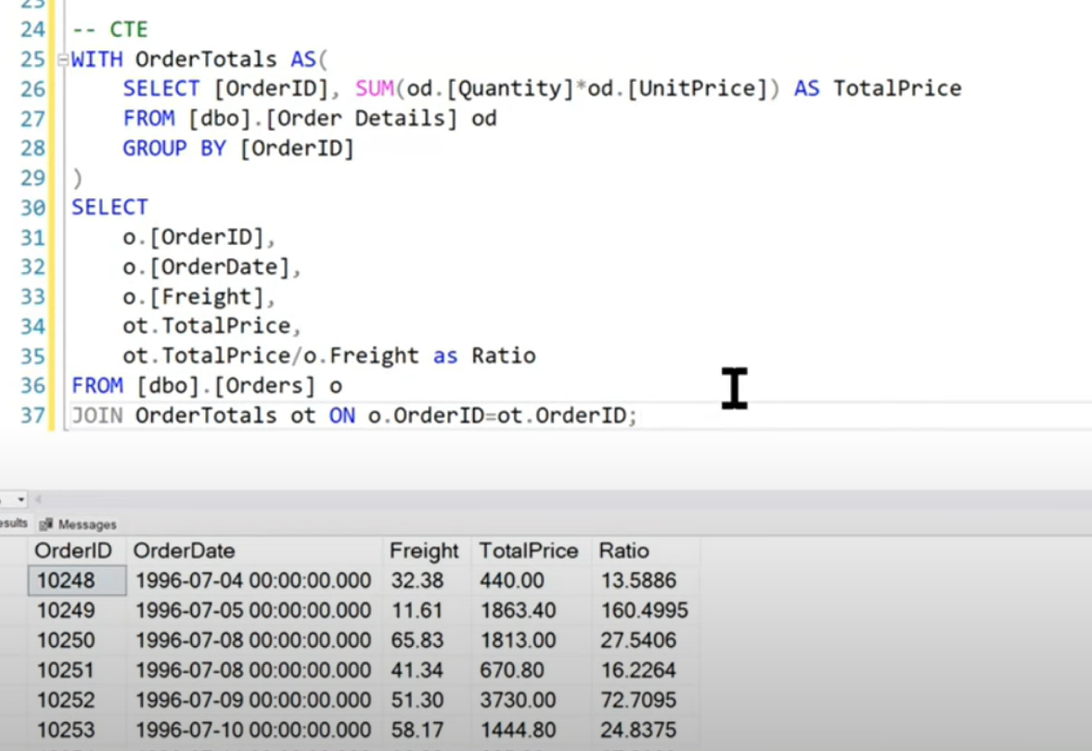 23
24 -- CTE
25 WITH OrderTotals AS(
26 SELECT [OrderID], SUM(od.[Quantity]*od.[UnitPrice]) AS TotalPrice
27 FROM [dbo].[Order Details] od
28 GROUP BY [OrderID]
29 )
30 SELECT
31 o.[OrderID],
32 o.[OrderDate],
33 o.[Freight],
34 ot.TotalPrice,
35 ot.TotalPrice/o.Freight as Ratio
36 FROM [dbo].[Orders] o
37 JOIN OrderTotals ot ON o.OrderID=ot.OrderID;
esults Messages
OrderID OrderDate Freight TotalPrice Ratio
10248 1996-07-04 00:00:00.000 32.38 440.00 13.5886
10249 1996-07-05 00:00:00.000 11.61 1863.40 160.4995
10250 1996-07-08 00:00:00.000 65.83 1813.00 27.5406
10251 1996-07-08 00:00:00.000 41.34 670.80 16.2264
10252 1996-07-09 00:00:00.000 51.30 3730.00 72.7095
10253 1996-07-10 00:00:00.000 58.17 1444.80 24.8375